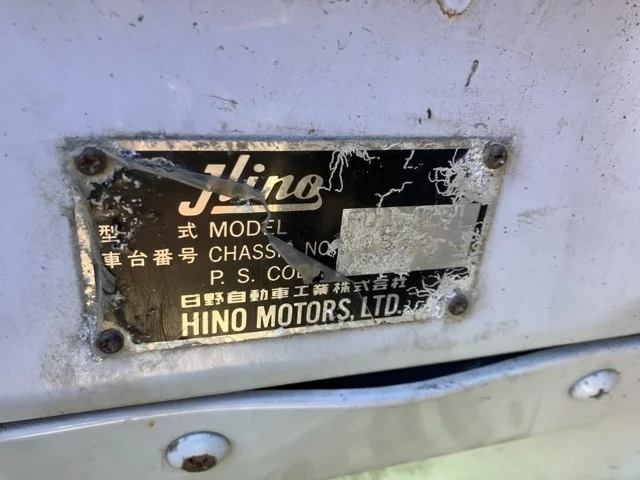 Hino
型 式 MODEL
車台番号 CHASSIS NO.
P. S. CODE
日野自動車工業株式会社
HINO MOTORS, LTD.